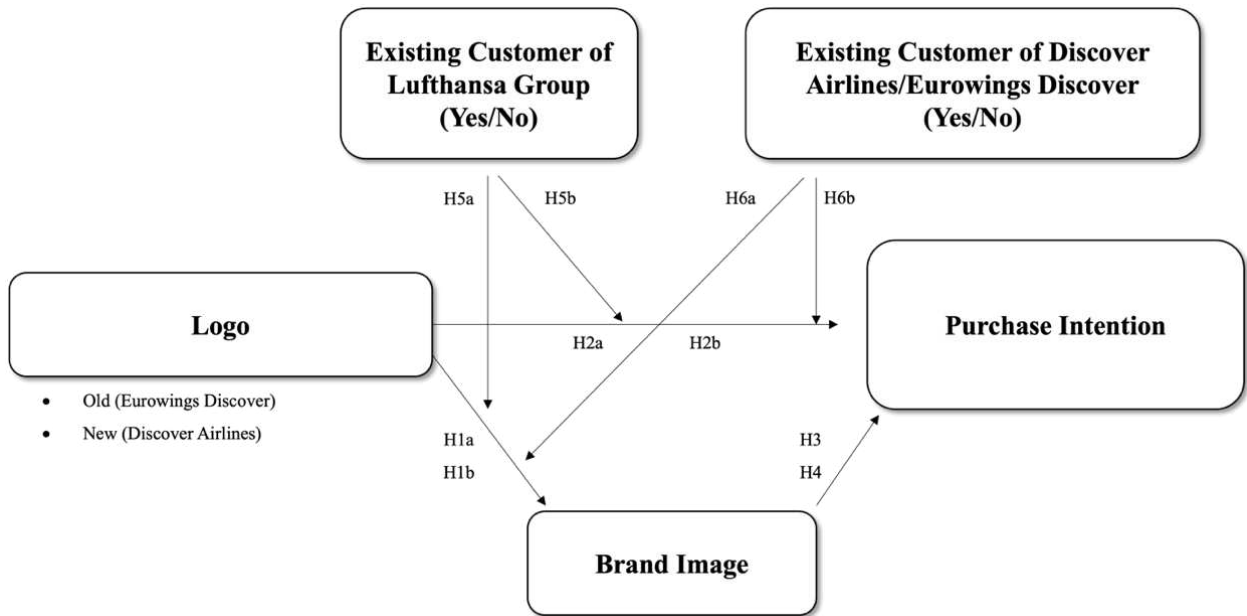 Existing Customer of
Lufthansa Group
(Yes/No)
Existing Customer of Discover
Airlines/Eurowings Discover
(Yes/No)
H5a
H5b
H6a
H6b
Logo
Purchase Intention
H2a
H2b
• Old (Eurowings Discover)
• New (Discover Airlines)
H1a
H1b
H3
H4
Brand Image